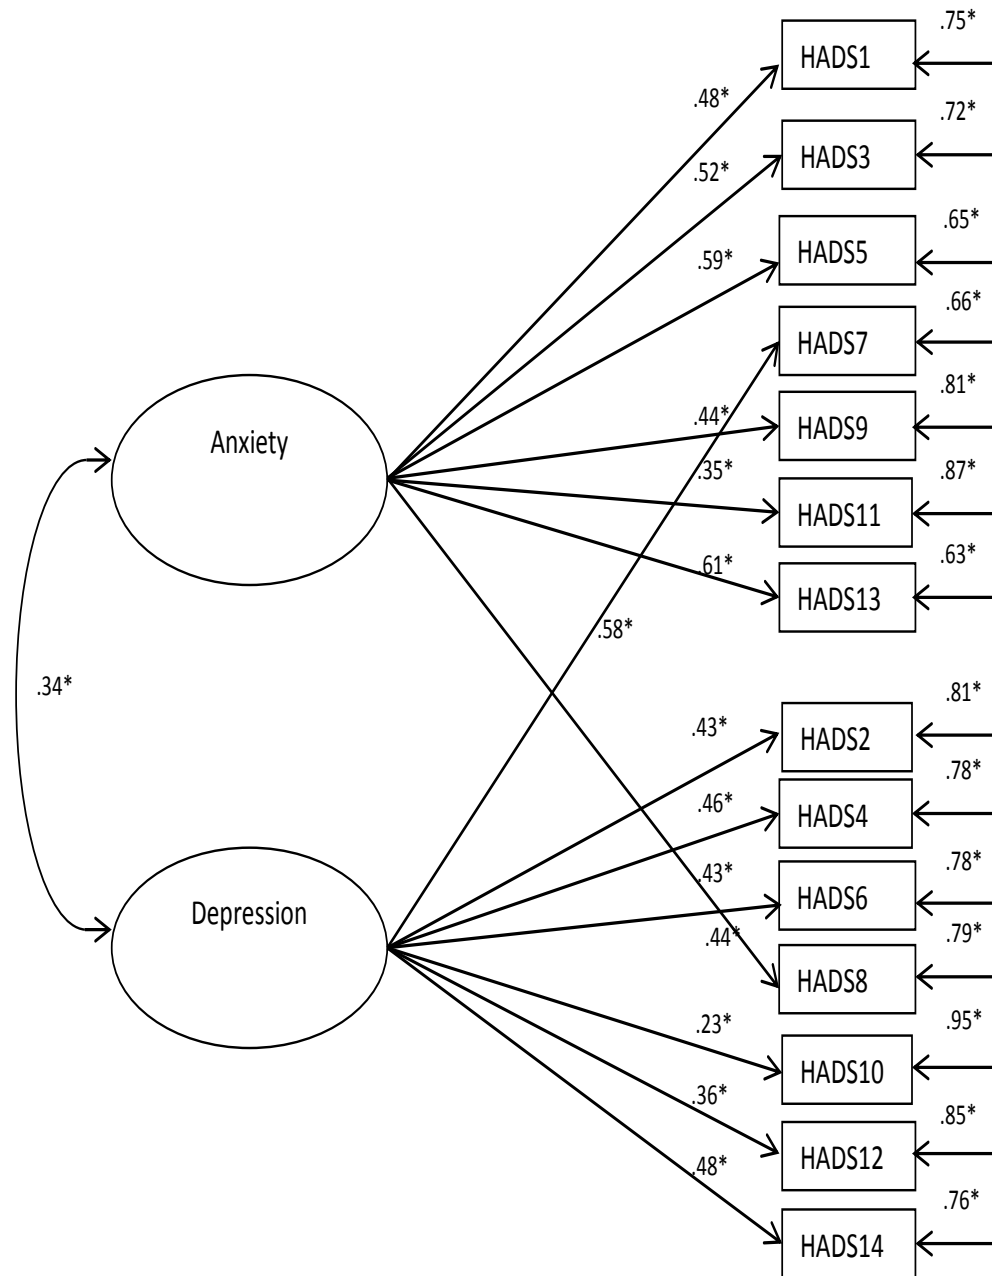 .75*
HADS1
.48*
.72*
HADS3
.52*
.65*
HADS5
.59*
.66*
HADS7
.81*
HADS9
.44*
Anxiety
.35*
.87*
HADS11
.61*
.63*
HADS13
.58*
.34*
.81*
HADS2
.43*
.78*
HADS4
.46*
.78*
HADS6
.43*
Depression
.44*
.79*
HADS8
.23*
.95*
HADS10
.36*
.85*
HADS12
.48*
.76*
HADS14